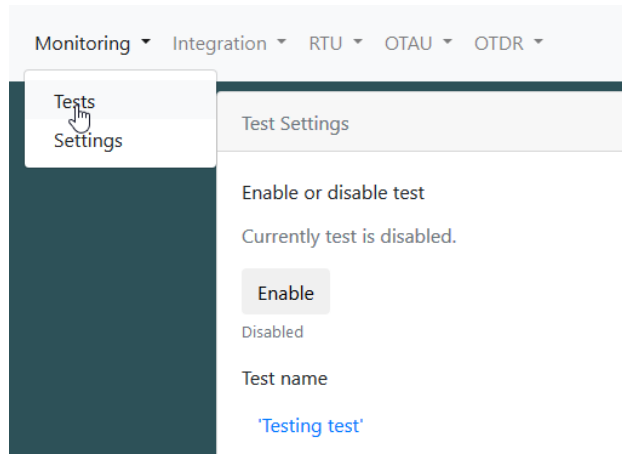 Monitoring Integration RTU OTAU OTDR
Tests
Settings
Test Settings
Enable or disable test
Currently test is disabled.
Enable
Disabled
Test name
'Testing test'